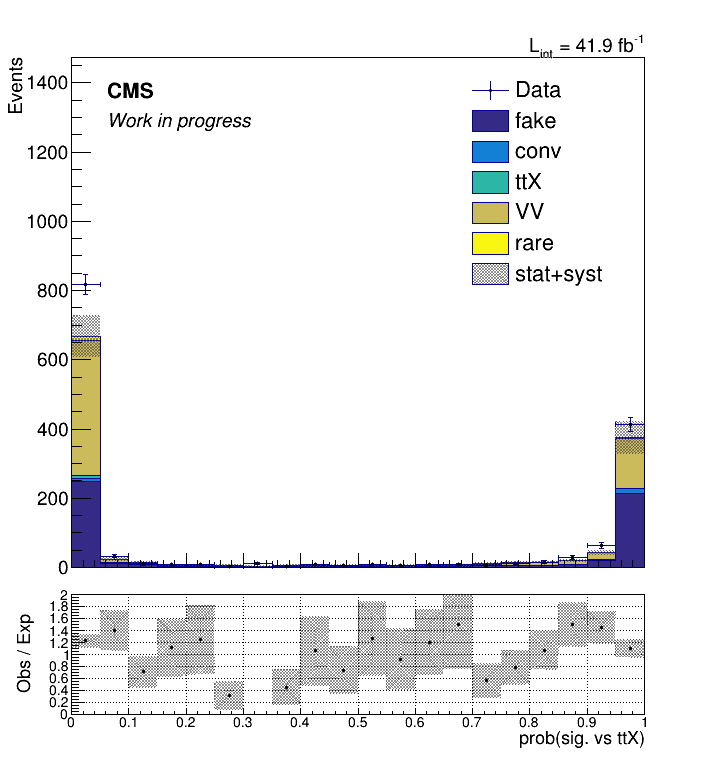 L_int = 41.9 fb^-1
Events
1400
1200
1000
800
600
400
200
0
CMS
Work in progress
Data
fake
conv
ttX
VV
rare
stat+syst
Obs / Exp
2
1.8
1.6
1.4
1.2
1
0.8
0.6
0.4
0.2
0
0 0.1 0.2 0.3 0.4 0.5 0.6 0.7 0.8 0.9 1
prob(sig. vs ttX)